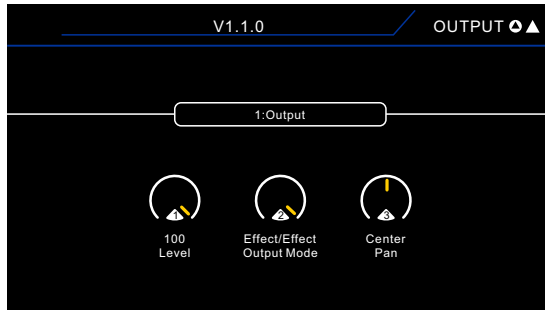 V1.1.0
OUTPUT
1:Output
1
2
3
100
Level
Effect/Effect
Output Mode
Center
Pan